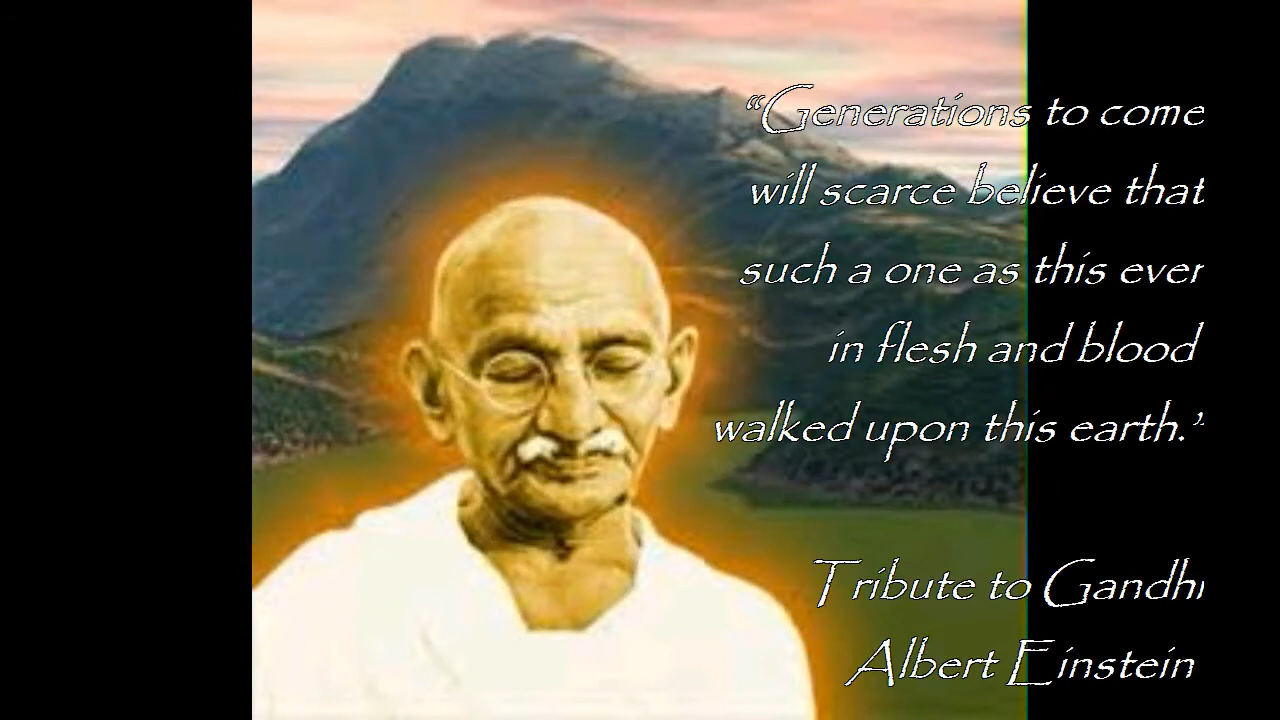 “Generations to come
will scarce believe that
such a one as this ever
in flesh and blood
walked upon this earth.”
Tribute to Gandhi
Albert Einstein